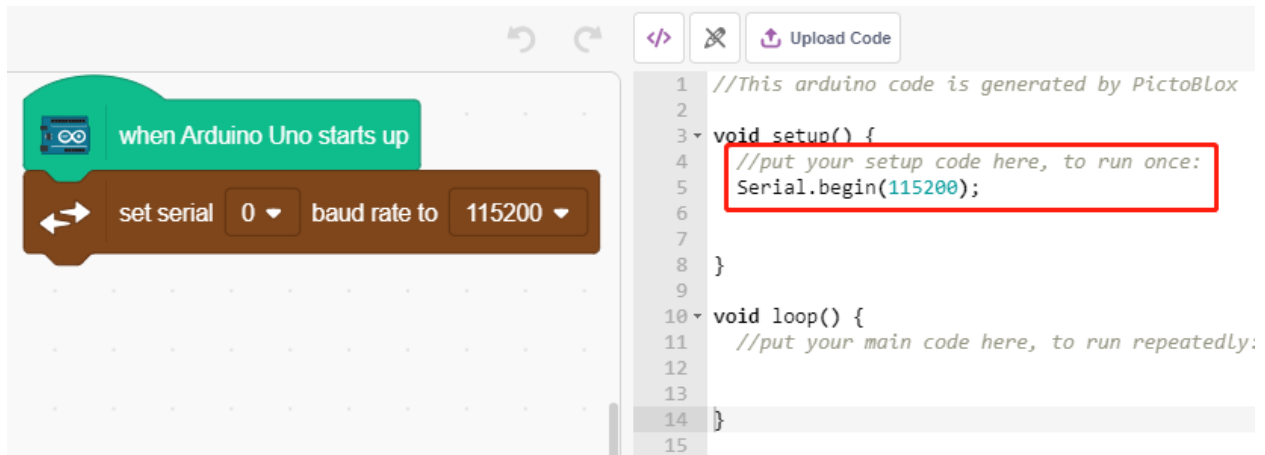 </> Upload Code
when Arduino Uno starts up
set serial 0 baud rate to 115200
1 //This arduino code is generated by PictoBlox
2
3 void setup() {
4 //put your setup code here, to run once:
5 Serial.begin(115200);
6
7
8 }
9
10 void loop() {
11 //put your main code here, to run repeatedly:
12
13
14 }
15